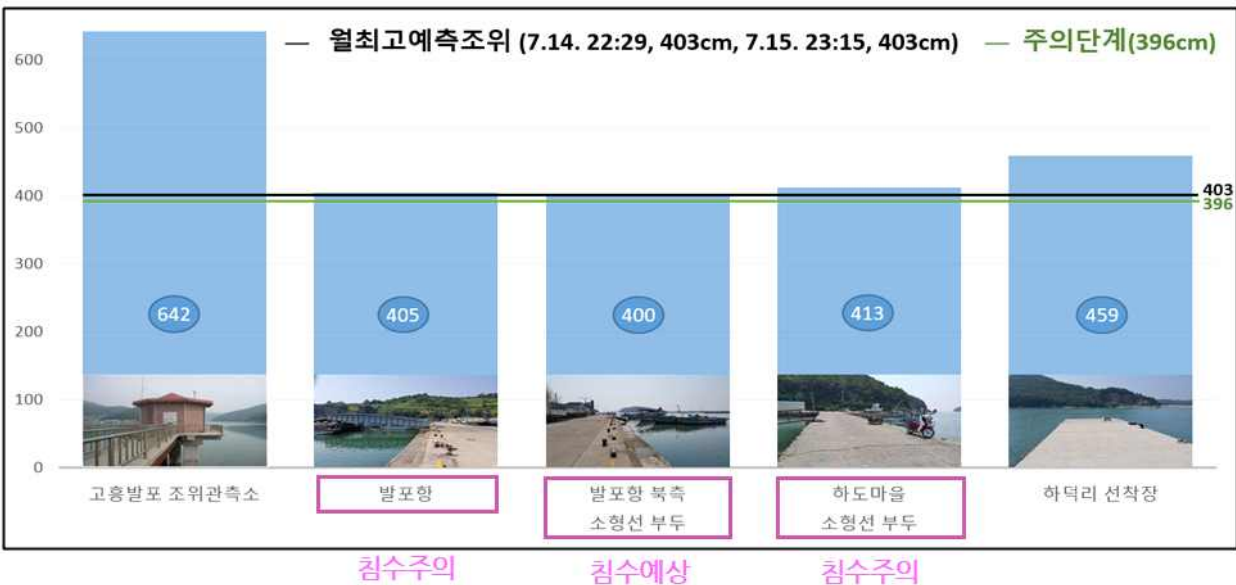 — 월최고예측조위 (7.14. 22:29, 403cm, 7.15. 23:15, 403cm) — 주의단계(396cm)
600
500
400
300
200
100
0
403
396
642
405
400
413
459
고흥발포 조위관측소
발포항
발포항 북측
소형선 부두
하도마을
소형선 부두
하덕리 선착장
침수주의
침수예상
침수주의